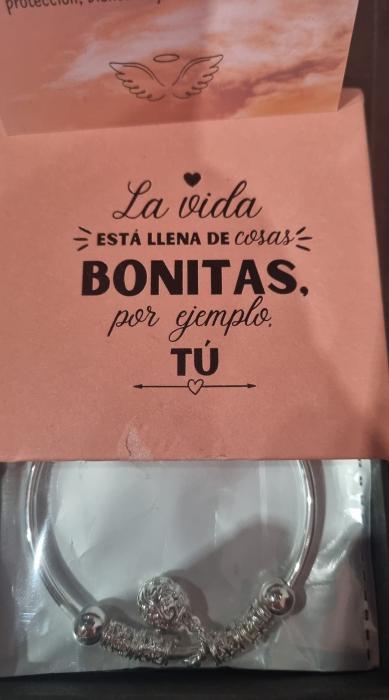 protección,
La vida
ESTÁ LLENA DE cosas
BONITAS,
por ejemplo,
TÚ